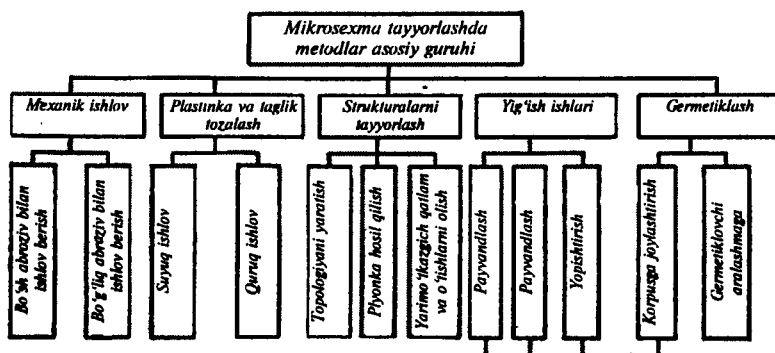 Mikrosexma tayyorlashda
metodlar asosiy guruhi
Mexanik ishlov
Plastinka va taglik
tozalash
Strukturalarni
tayyorlash
Yig'ish ishlari
Germetiklash
Bo'sh abraziv bilan
ishlov berish
Bog'liq abraziv bilan
ishlov berish
Suyuq ishlov
Quruq ishlov
Topologiyani yaratish
Plyonka hosil qilish
Yarimo'tkazgich qatlam
va o'tishlarni olish
Payvandlash
Payvandlash
Yopishtirish
Korpusga joylashtirish
Germetiklovchi
aralashmaga